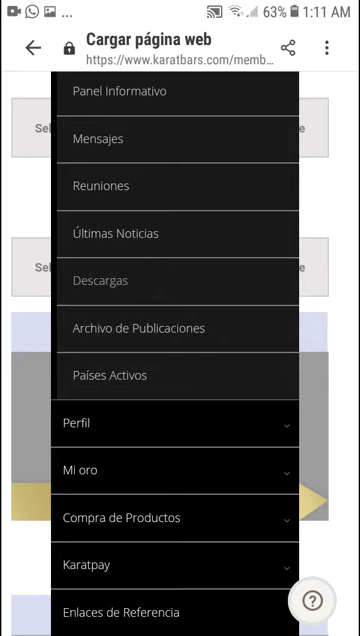 ... 63% 1:11 AM
Cargar página web
https://www.karatbars.com/memb...
Panel Informativo
Mensajes
Reuniones
Últimas Noticias
Descargas
Archivo de Publicaciones
Países Activos
Perfil
Mi oro
Compra de Productos
Karatpay
Enlaces de Referencia